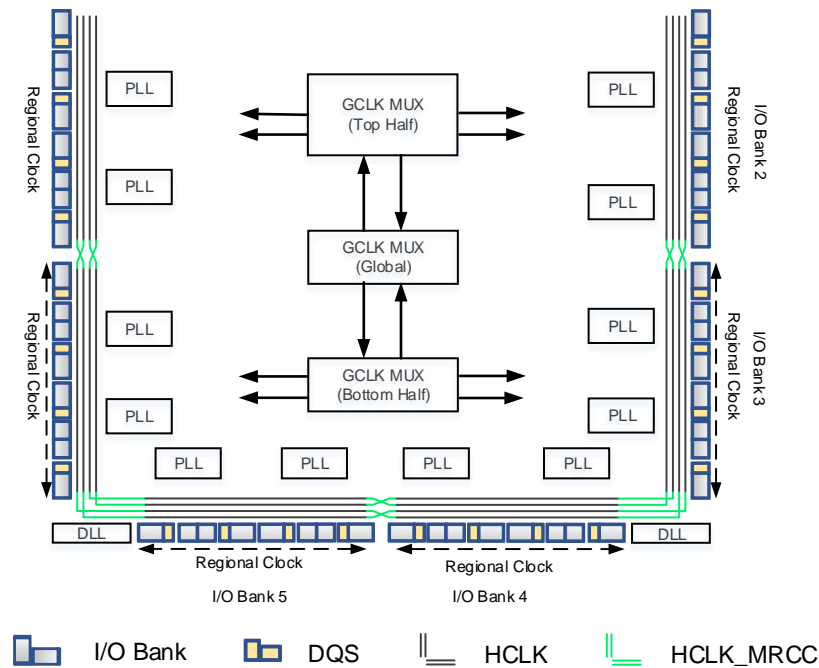 PLL
GCLK MUX
(Top Half)
PLL
Regional Clock
Regional Clock
I/O Bank 2
PLL
PLL
GCLK MUX
(Global)
PLL
PLL
Regional Clock
Regional Clock
I/O Bank 3
GCLK MUX
(Bottom Half)
PLL
PLL
PLL
PLL
PLL
PLL
DLL
DLL
Regional Clock
Regional Clock
I/O Bank 5
I/O Bank 4
I/O Bank
DQS
HCLK
HCLK_MRCC